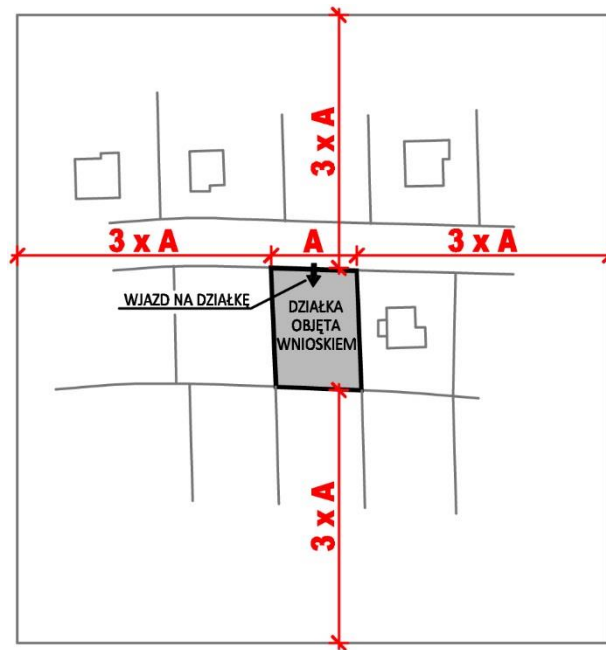 3 x A
3 x A
A
3 x A
WJAZD NA DZIAŁKĘ
DZIAŁKA
OBJĘTA
WNIOSKIEM
3 x A